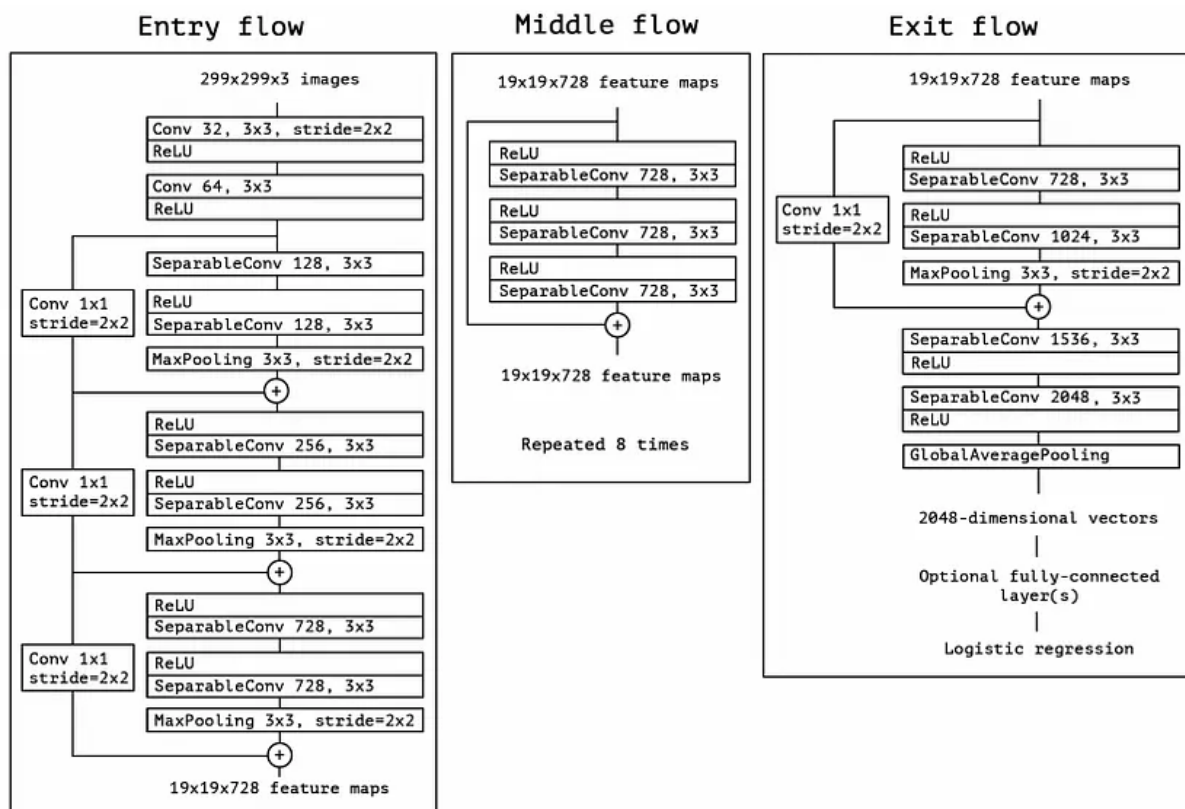 Entry flow
299x299x3 images
Conv 32, 3x3, stride=2x2
ReLU
Conv 64, 3x3
ReLU
SeparableConv 128, 3x3
Conv 1x1
stride=2x2
ReLU
SeparableConv 128, 3x3
MaxPooling 3x3, stride=2x2
+
ReLU
SeparableConv 256, 3x3
Conv 1x1
stride=2x2
ReLU
SeparableConv 256, 3x3
MaxPooling 3x3, stride=2x2
+
ReLU
SeparableConv 728, 3x3
Conv 1x1
stride=2x2
ReLU
SeparableConv 728, 3x3
MaxPooling 3x3, stride=2x2
+
19x19x728 feature maps
Middle flow
19x19x728 feature maps
ReLU
SeparableConv 728, 3x3
ReLU
SeparableConv 728, 3x3
ReLU
SeparableConv 728, 3x3
+
19x19x728 feature maps
Repeated 8 times
Exit flow
19x19x728 feature maps
ReLU
SeparableConv 728, 3x3
Conv 1x1
stride=2x2
ReLU
SeparableConv 1024, 3x3
MaxPooling 3x3, stride=2x2
+
SeparableConv 1536, 3x3
ReLU
SeparableConv 2048, 3x3
ReLU
GlobalAveragePooling
2048-dimensional vectors
Optional fully-connected
layer(s)
Logistic regression